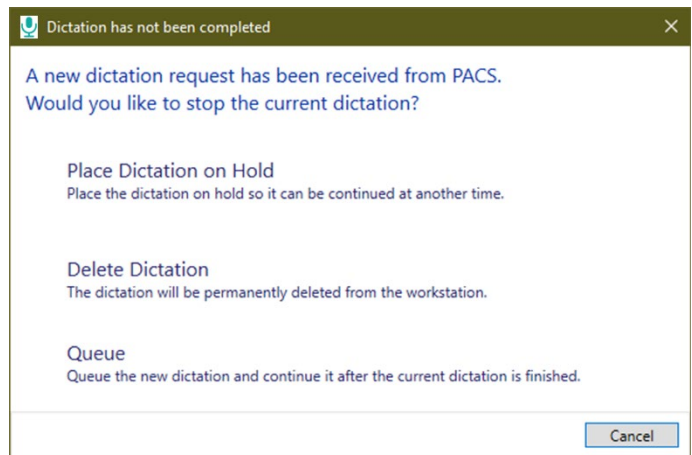 Dictation has not been completed
A new dictation request has been received from PACS.
Would you like to stop the current dictation?
Place Dictation on Hold
Place the dictation on hold so it can be continued at another time.
Delete Dictation
The dictation will be permanently deleted from the workstation.
Queue
Queue the new dictation and continue it after the current dictation is finished.
Cancel